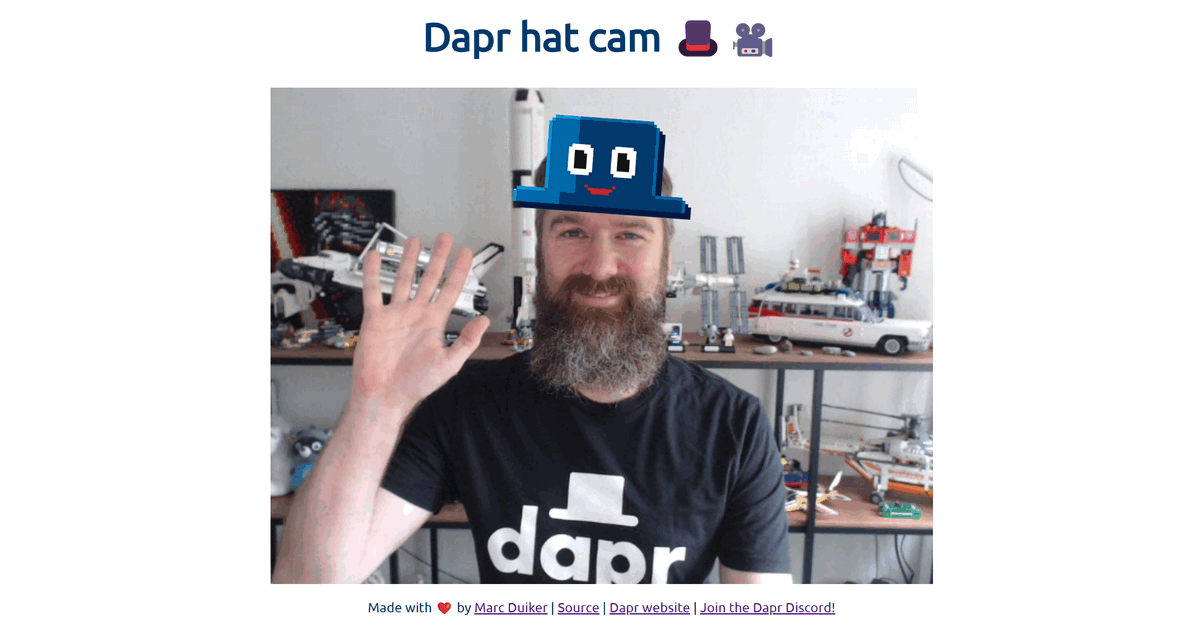 Dapr hat cam
dapr
Made with ❤️ by Marc Duiker | Source | Dapr website | Join the Dapr Discord!